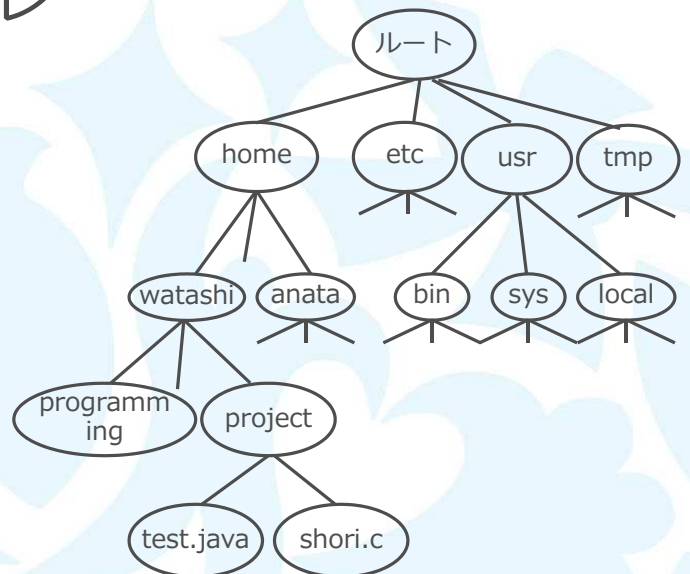 ルート
home
etc
usr
tmp
watashi
anata
bin
sys
local
programm
ing
project
test.java
shori.c